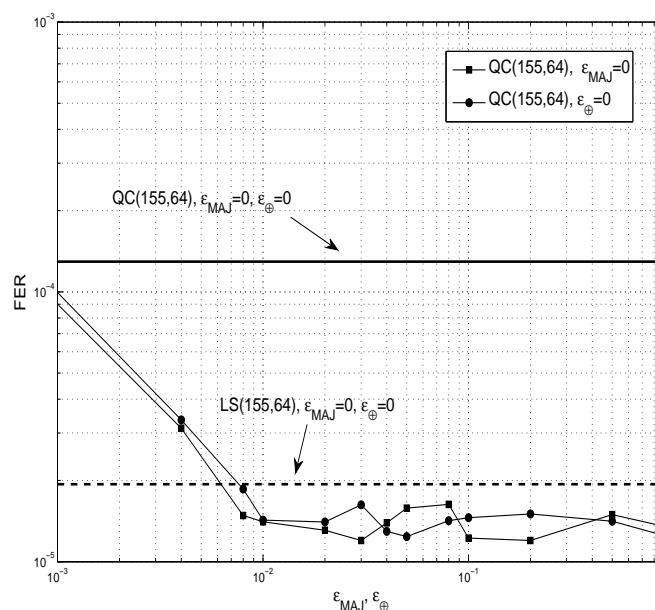 10⁻³
QC(155,64), ε_MAJ=0
QC(155,64), ε_⊕=0
QC(155,64), ε_MAJ=0, ε_⊕=0
FER
10⁻⁴
LS(155,64), ε_MAJ=0, ε_⊕=0
10⁻⁵
10⁻³ 10⁻² 10⁻¹
ε_MAJ, ε_⊕